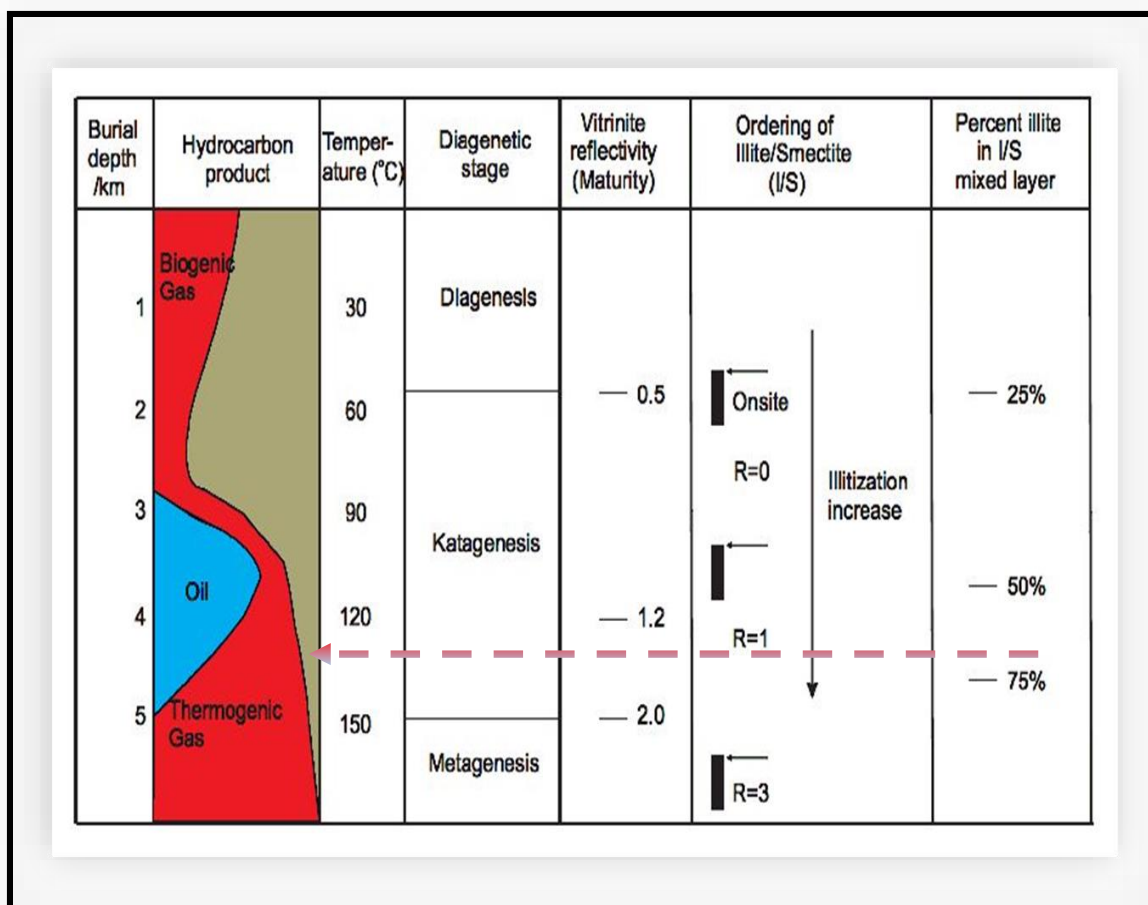 Burial
depth
/km
Hydrocarbon
product
Temper-
ature (°C)
Diagenetic
stage
Vitrinite
reflectivity
(Maturity)
Ordering of
Illite/Smectite
(I/S)
Percent illite
in I/S
mixed layer
Biogenic
Gas
1
30
Diagenesis
2
60
0.5
Onsite
25%
R=0
Illitization
increase
3
90
Katagenesis
Oil
50%
4
120
1.2
R=1
75%
Thermogenic
Gas
5
150
2.0
Metagenesis
R=3